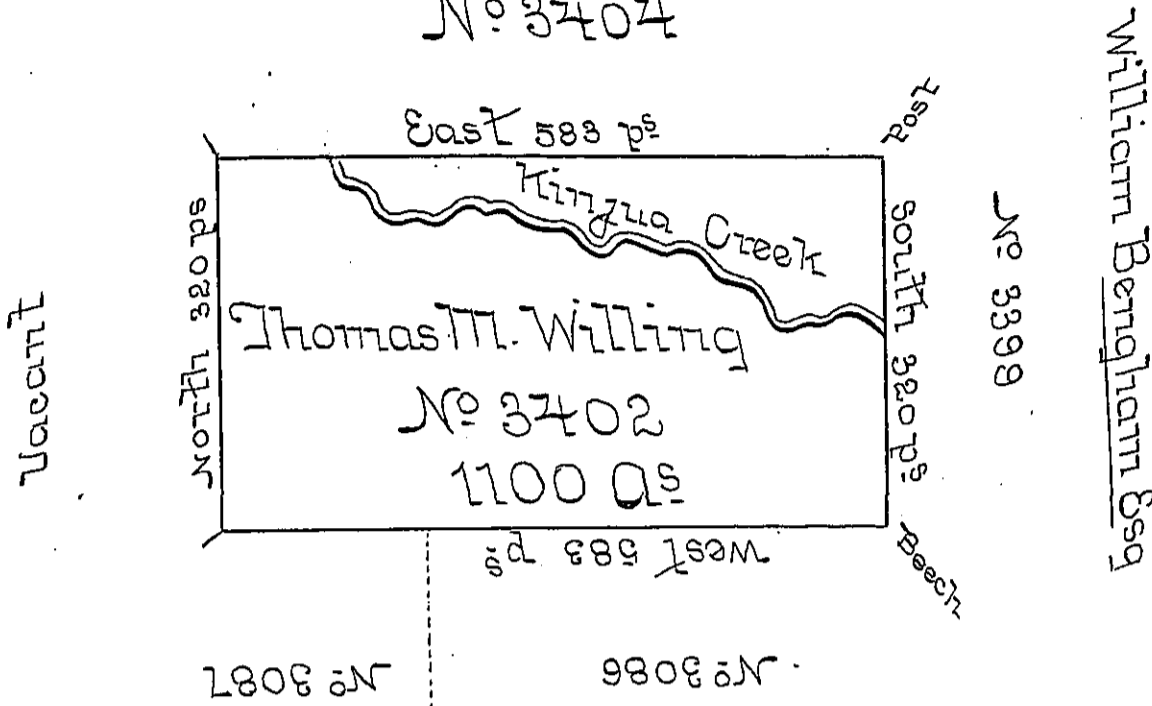 Nº 3404
East 583 pˢ
Post
Kinzua Creek
North 320 ps
South 320 pˢ
Nº 3399
William Bengham Esq
Vacant
Thomas M. Willing
Nº 3402
1100 aˢ
West 583 pˢ
Beech
Nº 3087
Nº 3086